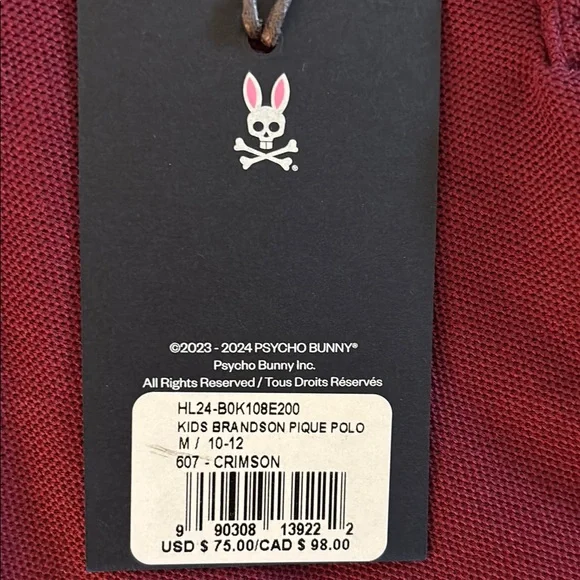 ©2023 - 2024 PSYCHO BUNNY®
Psycho Bunny Inc.
All Rights Reserved / Tous Droits Réservés
HL24-B0K108E200
KIDS BRANDSON PIQUE POLO
M / 10-12
607 - CRIMSON
9 90308 13922 2
USD $ 75.00/CAD $ 98.00